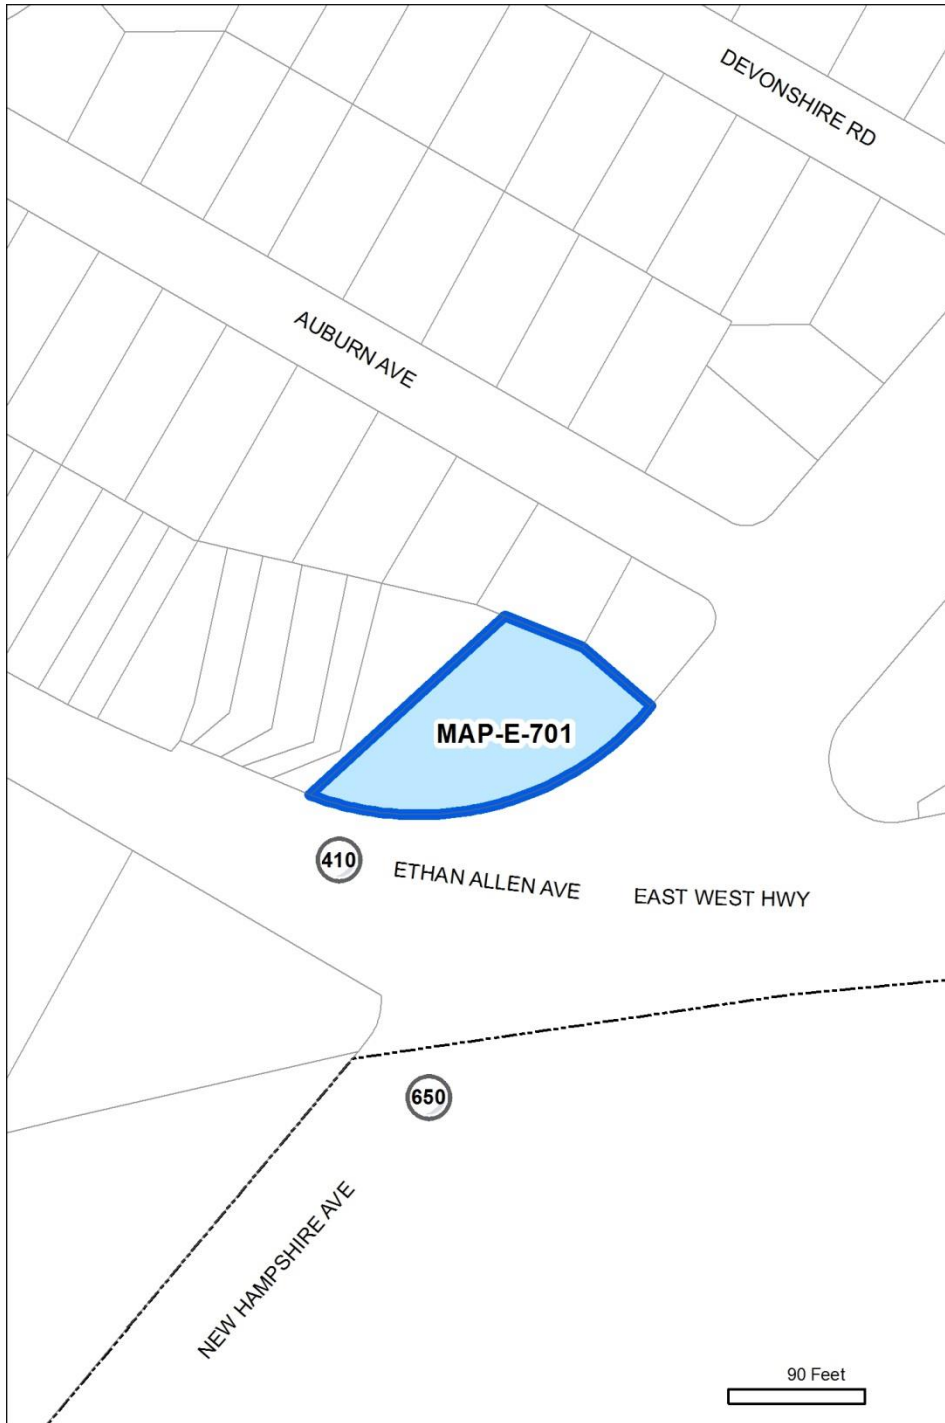 DEVONSHIRE RD
AUBURN AVE
MAP-E-701
410
ETHAN ALLEN AVE
EAST WEST HWY
650
NEW HAMPSHIRE AVE
90 Feet